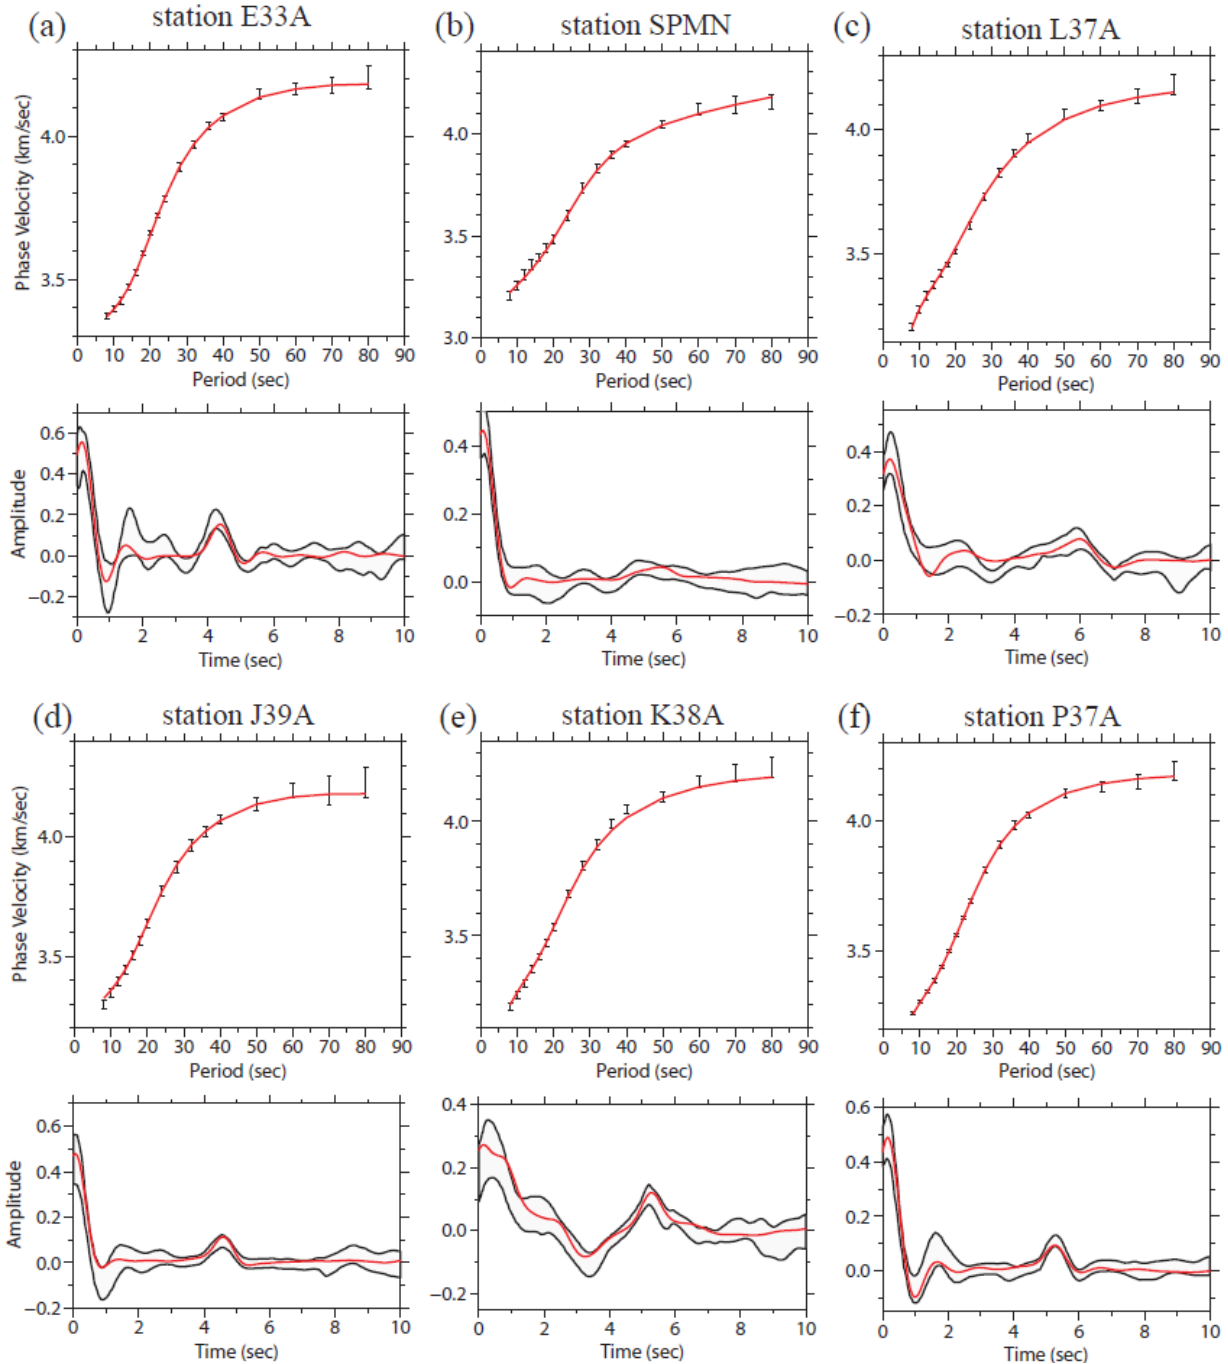 (a) station E33A
(b) station SPMN
(c) station L37A
Phase Velocity (km/sec)
4.0
3.5
0 10 20 30 40 50 60 70 80 90
Period (sec)
4.0
3.5
3.0
0 10 20 30 40 50 60 70 80 90
Period (sec)
4.0
3.5
0 10 20 30 40 50 60 70 80 90
Period (sec)
Amplitude
0.6
0.4
0.2
0.0
−0.2
0 2 4 6 8 10
Time (sec)
0.4
0.2
0.0
0 2 4 6 8 10
Time (sec)
0.4
0.2
0.0
−0.2
0 2 4 6 8 10
Time (sec)
(d) station J39A
(e) station K38A
(f) station P37A
Phase Velocity (km/sec)
4.0
3.5
0 10 20 30 40 50 60 70 80 90
Period (sec)
4.0
3.5
0 10 20 30 40 50 60 70 80 90
Period (sec)
4.0
3.5
0 10 20 30 40 50 60 70 80 90
Period (sec)
Amplitude
0.6
0.4
0.2
0.0
−0.2
0 2 4 6 8 10
Time (sec)
0.4
0.2
0.0
−0.2
0 2 4 6 8 10
Time (sec)
0.6
0.4
0.2
0.0
0 2 4 6 8 10
Time (sec)